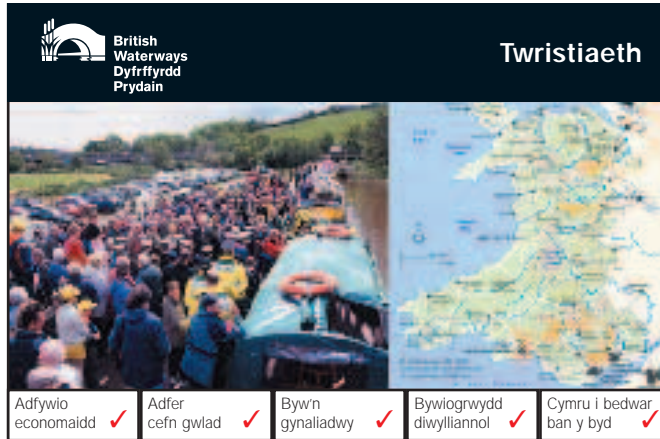 British
Waterways
Dyfrffyrdd
Prydain
Twristiaeth
Adfywio
economaidd
Adfer
cefn gwlad
Byw'n
gynaliadwy
Bywiogrwydd
diwylliannol
Cymru i bedwar
ban y byd